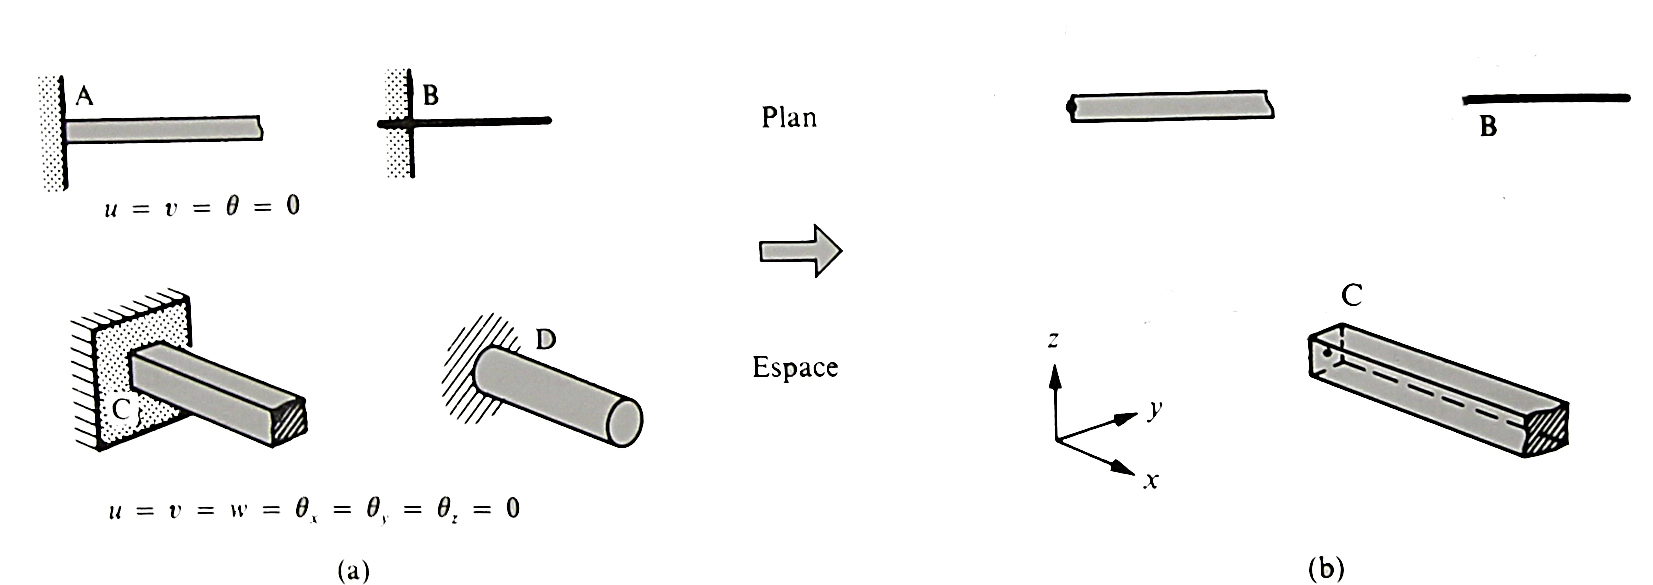 A
B
Plan
B
u = v = θ = 0
C
z
D
Espace
C
y
x
u = v = w = θx = θy = θz = 0
(a)
(b)